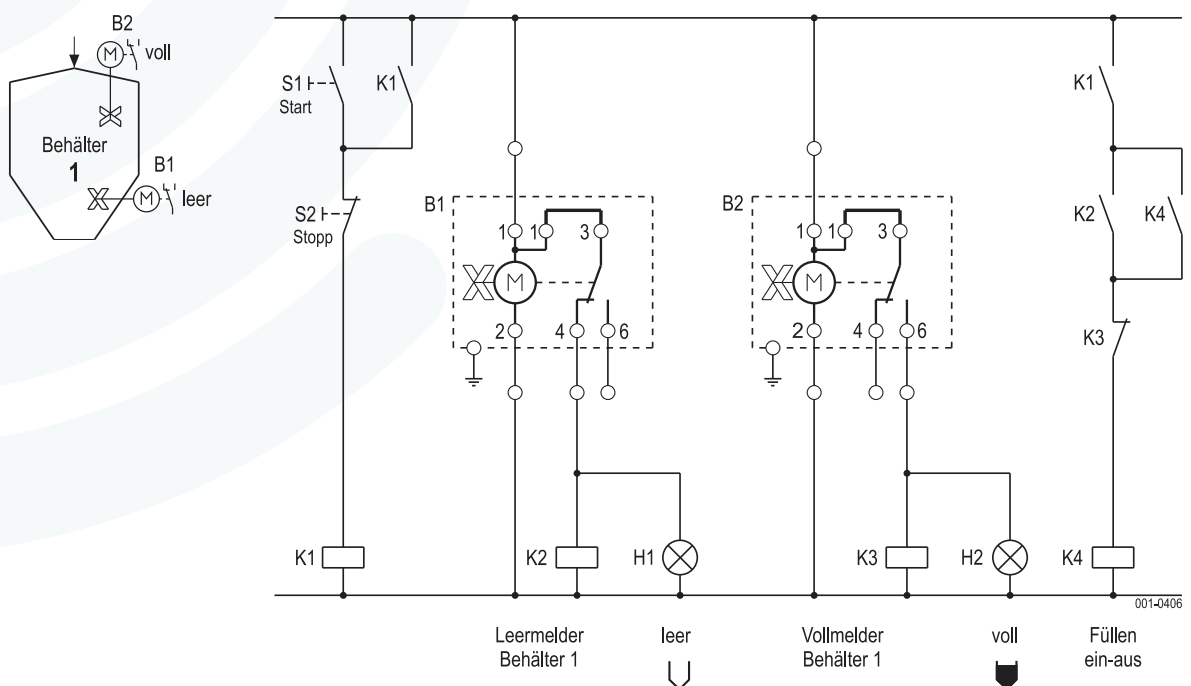 B2
M
voll
Behälter
1
B1
M
leer
S1
Start
K1
K1
S2
Stopp
B1
1
1
3
M
2
4
6
B2
1
1
3
M
2
4
6
K2
K4
K3
K1
K2
H1
K3
H2
K4
001-0406
Leermelder
Behälter 1
leer
Vollmelder
Behälter 1
voll
Füllen
ein-aus